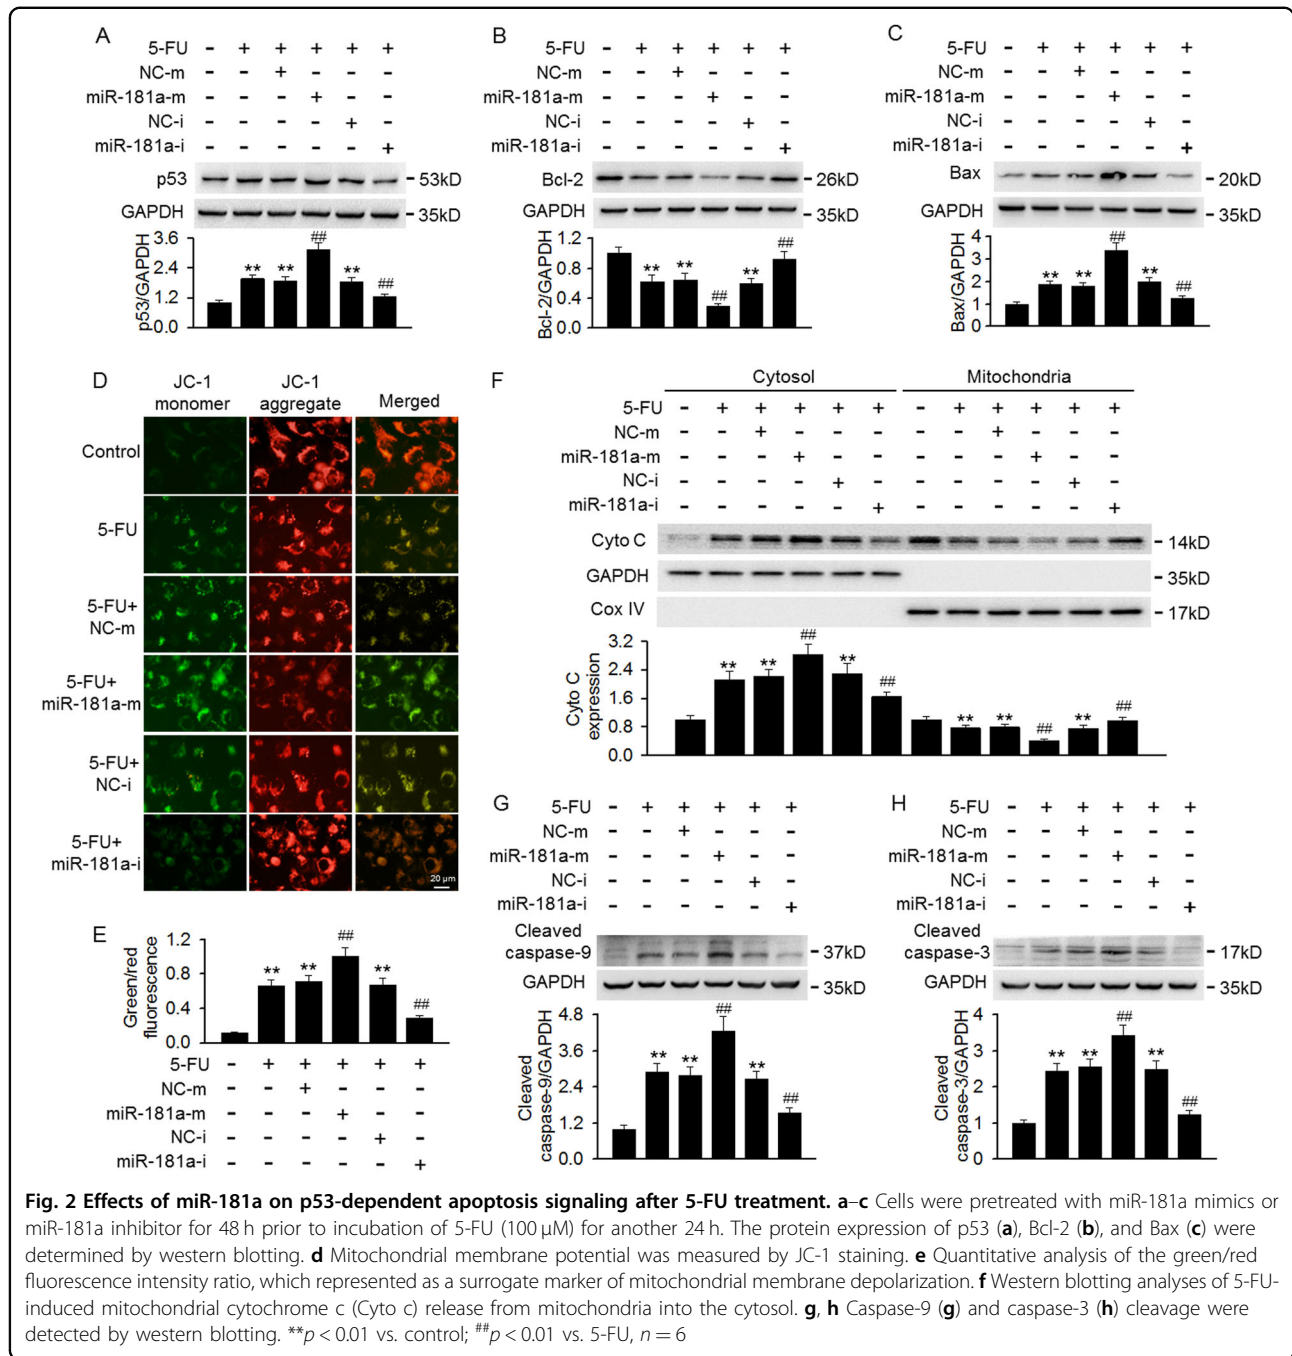 A
5-FU - + + + + +
NC-m - - + - - -
miR-181a-m - - - + - -
NC-i - - - - + -
miR-181a-i - - - - - +
p53 - 53kD
GAPDH - 35kD
p53/GAPDH
3.6
2.4
1.2
0.0
** ** ## ** ##
B
5-FU - + + + + +
NC-m - - + - - -
miR-181a-m - - - + - -
NC-i - - - - + -
miR-181a-i - - - - - +
Bcl-2 - 26kD
GAPDH - 35kD
Bcl-2/GAPDH
1.2
0.8
0.4
0.0
** ** ## ** ##
C
5-FU - + + + + +
NC-m - - + - - -
miR-181a-m - - - + - -
NC-i - - - - + -
miR-181a-i - - - - - +
Bax - 20kD
GAPDH - 35kD
Bax/GAPDH
4
3
2
1
0
** ** ## ** ##
D
JC-1 monomer
JC-1 aggregate
Merged
Control
5-FU
5-FU+
NC-m
5-FU+
miR-181a-m
5-FU+
NC-i
5-FU+
miR-181a-i
20 μm
E
Green/red
fluorescence
1.2
0.8
0.4
0.0
** ** ## ** ##
5-FU - + + + + +
NC-m - - + - - -
miR-181a-m - - - + - -
NC-i - - - - + -
miR-181a-i - - - - - +
F
Cytosol Mitochondria
5-FU - + + + + + - + + + + +
NC-m - - + - - - - - + - - -
miR-181a-m - - - + - - - - - + - -
NC-i - - - - + - - - - - + -
miR-181a-i - - - - - + - - - - - +
Cyto C - 14kD
GAPDH - 35kD
Cox IV - 17kD
Cyto C
expression
3.2
2.4
1.6
0.8
0.0
** ** ## ** ## ** ** ## ** ##
G
5-FU - + + + + +
NC-m - - + - - -
miR-181a-m - - - + - -
NC-i - - - - + -
miR-181a-i - - - - - +
Cleaved
caspase-9 - 37kD
GAPDH - 35kD
Cleaved
caspase-9/GAPDH
4.8
3.6
2.4
1.2
0.0
** ** ## ** ##
H
5-FU - + + + + +
NC-m - - + - - -
miR-181a-m - - - + - -
NC-i - - - - + -
miR-181a-i - - - - - +
Cleaved
caspase-3 - 17kD
GAPDH - 35kD
Cleaved
caspase-3/GAPDH
4
3
2
1
0
** ** ## ** ##
Fig. 2 Effects of miR-181a on p53-dependent apoptosis signaling after 5-FU treatment. a–c Cells were pretreated with miR-181a mimics or
miR-181a inhibitor for 48 h prior to incubation of 5-FU (100 μM) for another 24 h. The protein expression of p53 (a), Bcl-2 (b), and Bax (c) were
determined by western blotting. d Mitochondrial membrane potential was measured by JC-1 staining. e Quantitative analysis of the green/red
fluorescence intensity ratio, which represented as a surrogate marker of mitochondrial membrane depolarization. f Western blotting analyses of 5-FU-
induced mitochondrial cytochrome c (Cyto c) release from mitochondria into the cytosol. g, h Caspase-9 (g) and caspase-3 (h) cleavage were
detected by western blotting. **p < 0.01 vs. control; ##p < 0.01 vs. 5-FU, n = 6